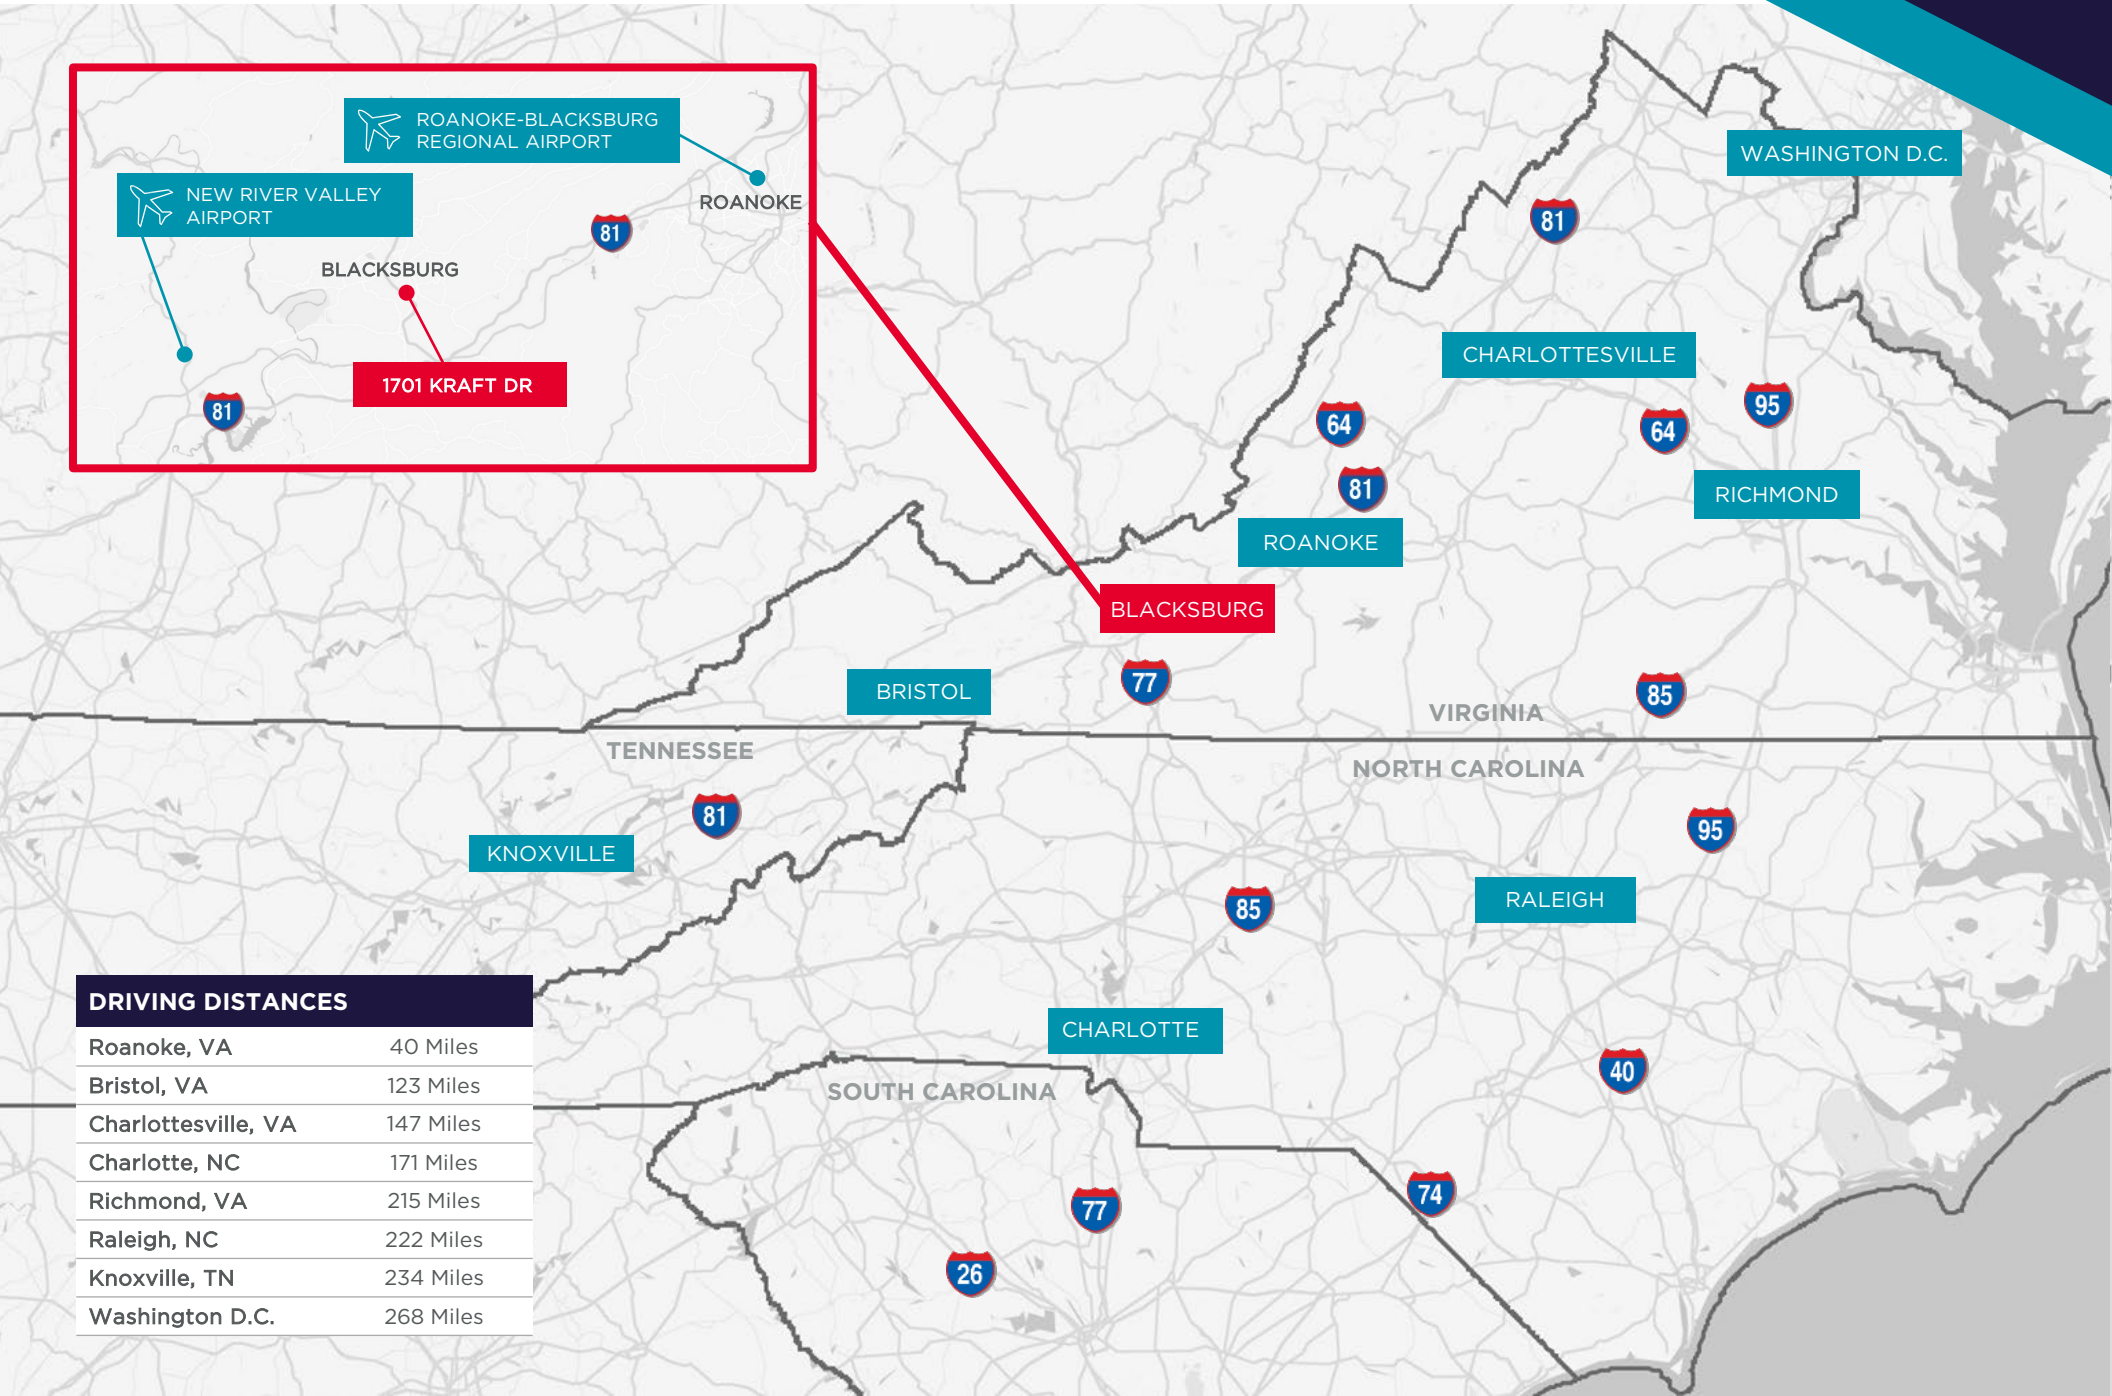 ROANOKE-BLACKSBURG
REGIONAL AIRPORT
NEW RIVER VALLEY
AIRPORT
ROANOKE
81
BLACKSBURG
1701 KRAFT DR
81
WASHINGTON D.C.
81
CHARLOTTESVILLE
64
95
64
81
RICHMOND
ROANOKE
BLACKSBURG
77
BRISTOL
85
VIRGINIA
TENNESSEE
NORTH CAROLINA
81
95
KNOXVILLE
85
RALEIGH
CHARLOTTE
40
SOUTH CAROLINA
74
77
26
DRIVING DISTANCES
Roanoke, VA 40 Miles
Bristol, VA 123 Miles
Charlottesville, VA 147 Miles
Charlotte, NC 171 Miles
Richmond, VA 215 Miles
Raleigh, NC 222 Miles
Knoxville, TN 234 Miles
Washington D.C. 268 Miles